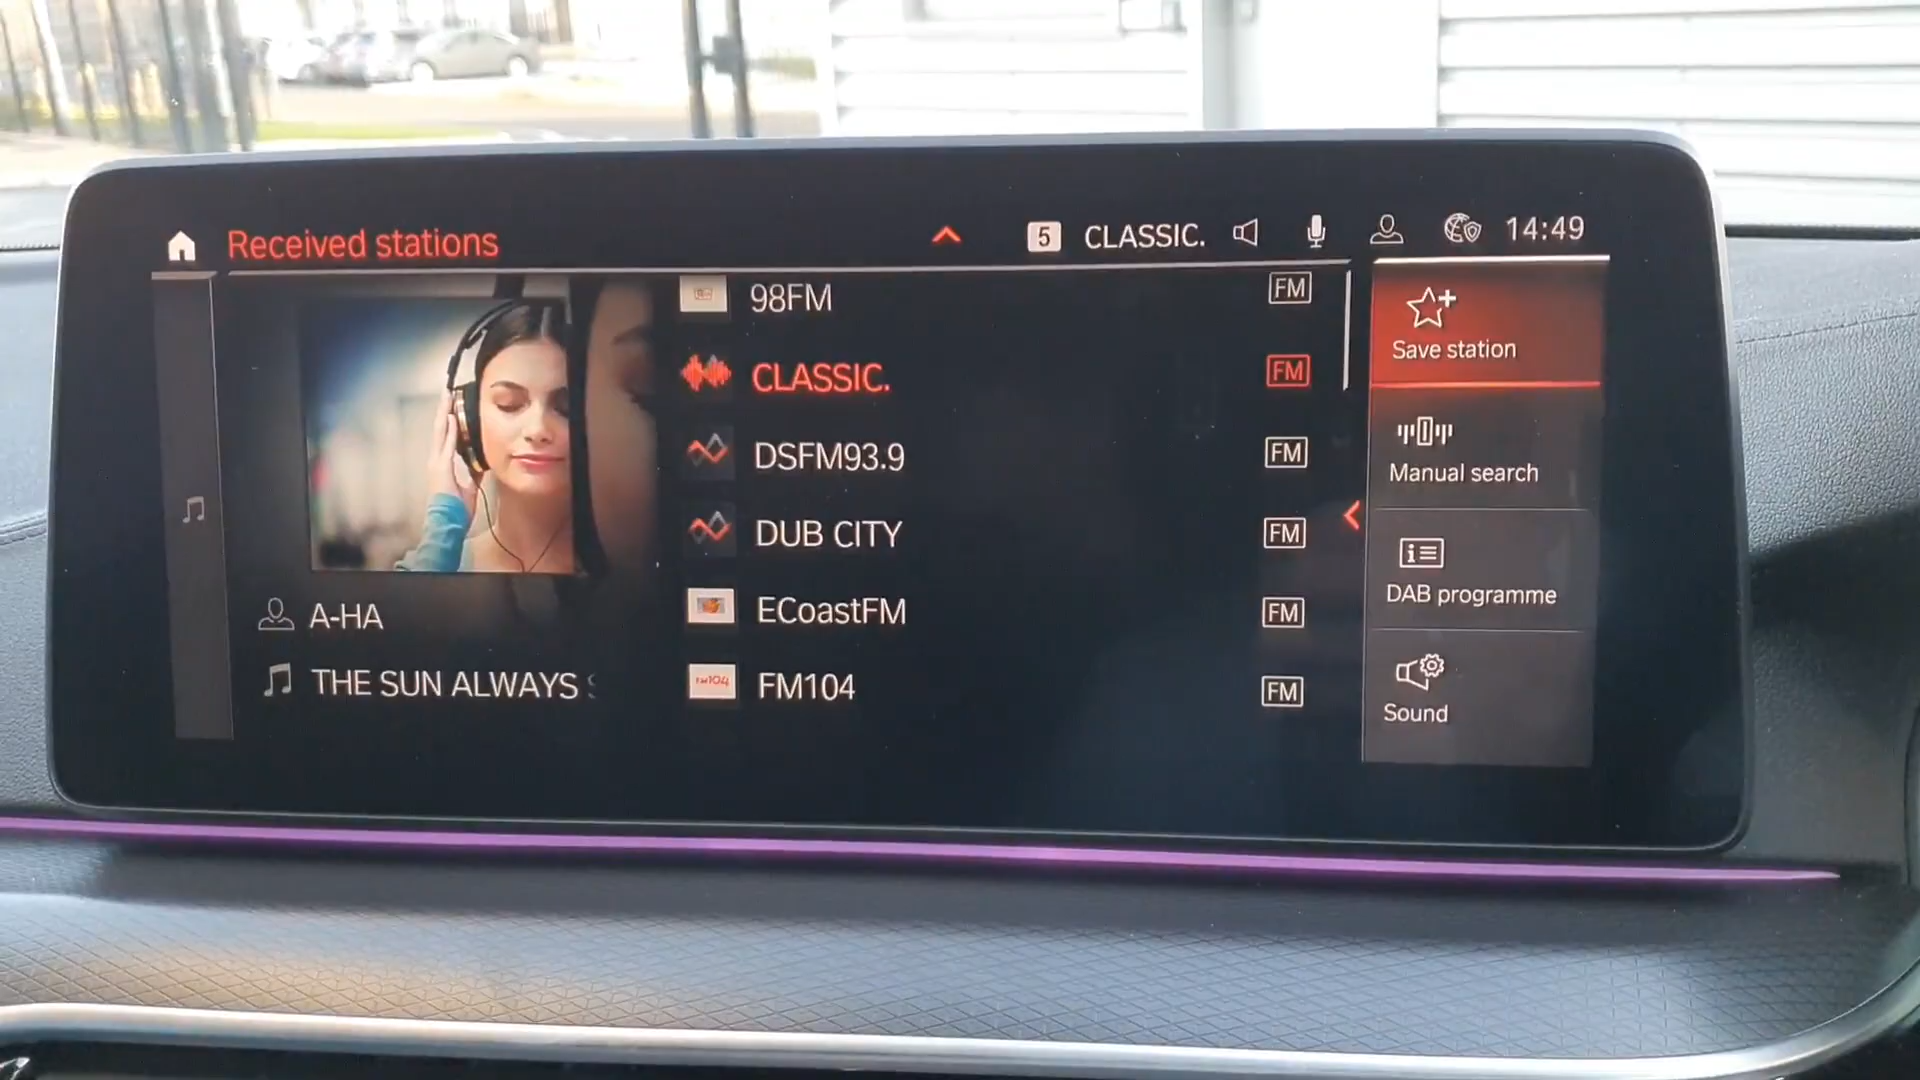 Received stations
5 CLASSIC. 14:49
98FM FM
CLASSIC. FM
DSFM93.9 FM
DUB CITY FM
ECoastFM FM
FM104 FM104 FM
A-HA
THE SUN ALWAYS
Save station
Manual search
DAB programme
Sound